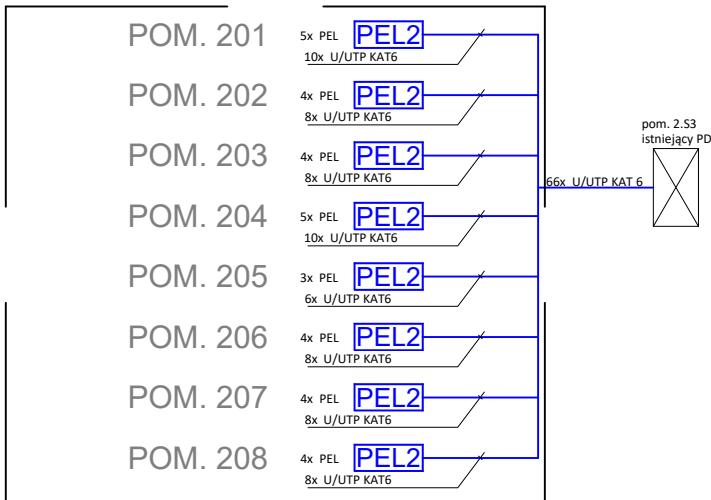 POM. 201 5x PEL PEL2
10x U/UTP KAT6
POM. 202 4x PEL PEL2
8x U/UTP KAT6
POM. 203 4x PEL PEL2
8x U/UTP KAT6
POM. 204 5x PEL PEL2
10x U/UTP KAT6
POM. 205 3x PEL PEL2
6x U/UTP KAT6
POM. 206 4x PEL PEL2
8x U/UTP KAT6
POM. 207 4x PEL PEL2
8x U/UTP KAT6
POM. 208 4x PEL PEL2
8x U/UTP KAT6
66x U/UTP KAT 6
pom. 2.S3
istniejący PD